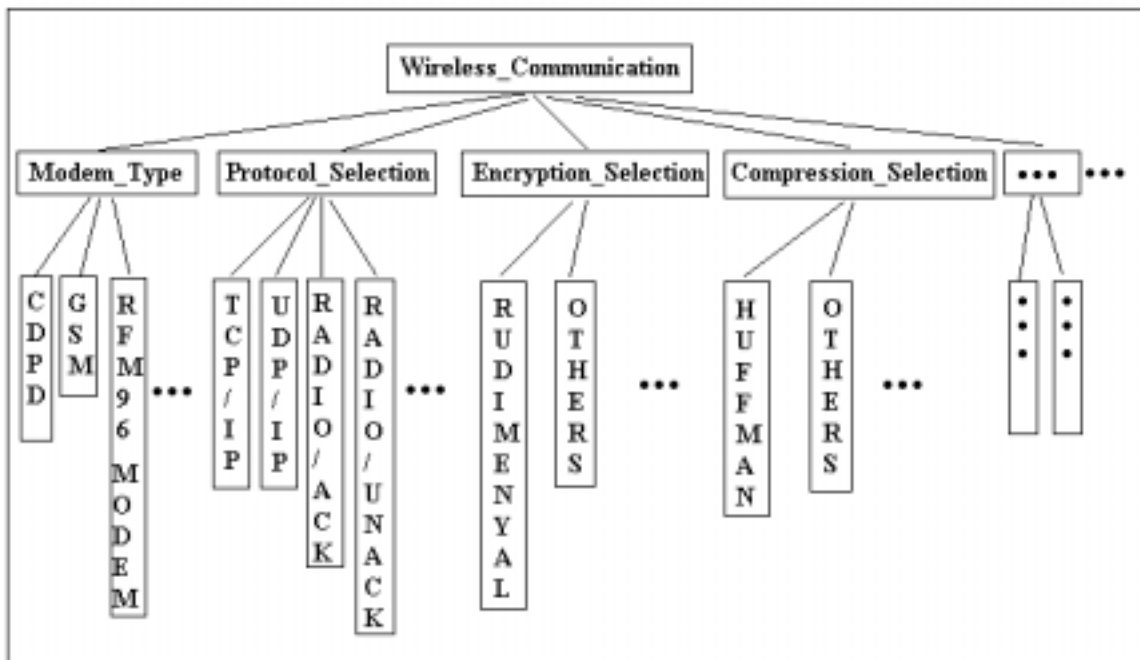 Wireless_Communication
Modem_Type
Protocol_Selection
Encryption_Selection
Compression_Selection
•••
•••
CDPD
GSM
RFM96 MODEM
•••
TCP/IP
UDP/IP
RADIO/ACK
RADIO/UNACK
•••
RUDIMENYAL
OTHERS
•••
HUFFMAN
OTHERS
•••
•••
•••